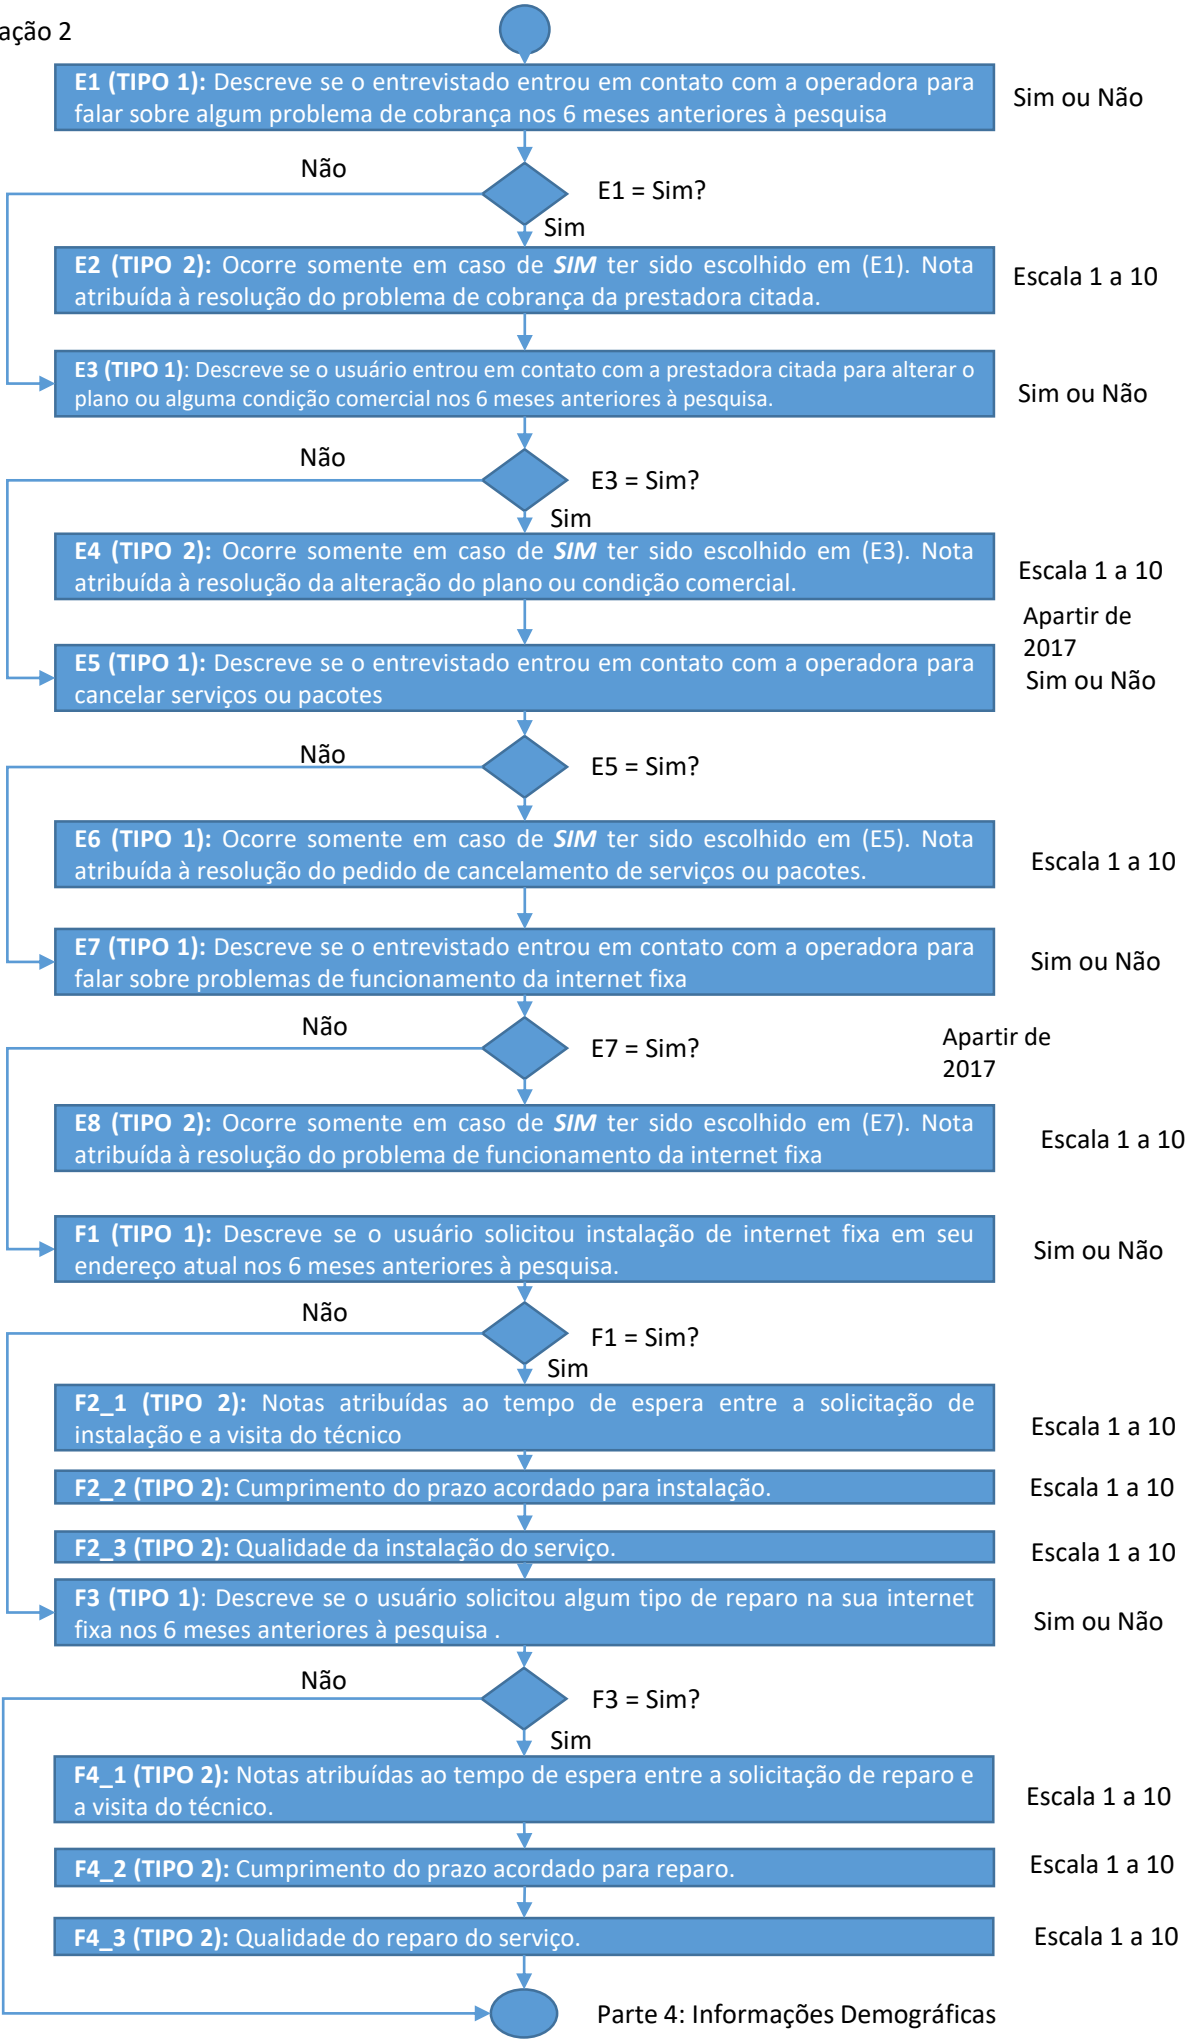 ação 2
E1 (TIPO 1): Descreve se o entrevistado entrou em contato com a operadora para
falar sobre algum problema de cobrança nos 6 meses anteriores à pesquisa
Sim ou Não
Não
E1 = Sim?
Sim
E2 (TIPO 2): Ocorre somente em caso de SIM ter sido escolhido em (E1). Nota
atribuída à resolução do problema de cobrança da prestadora citada.
Escala 1 a 10
E3 (TIPO 1): Descreve se o usuário entrou em contato com a prestadora citada para alterar o
plano ou alguma condição comercial nos 6 meses anteriores à pesquisa.
Sim ou Não
Não
E3 = Sim?
Sim
E4 (TIPO 2): Ocorre somente em caso de SIM ter sido escolhido em (E3). Nota
atribuída à resolução da alteração do plano ou condição comercial.
Escala 1 a 10
Apartir de
2017
E5 (TIPO 1): Descreve se o entrevistado entrou em contato com a operadora para
cancelar serviços ou pacotes
Sim ou Não
Não
E5 = Sim?
E6 (TIPO 1): Ocorre somente em caso de SIM ter sido escolhido em (E5). Nota
atribuída à resolução do pedido de cancelamento de serviços ou pacotes.
Escala 1 a 10
E7 (TIPO 1): Descreve se o entrevistado entrou em contato com a operadora para
falar sobre problemas de funcionamento da internet fixa
Sim ou Não
Não
E7 = Sim?
Apartir de
2017
E8 (TIPO 2): Ocorre somente em caso de SIM ter sido escolhido em (E7). Nota
atribuída à resolução do problema de funcionamento da internet fixa
Escala 1 a 10
F1 (TIPO 1): Descreve se o usuário solicitou instalação de internet fixa em seu
endereço atual nos 6 meses anteriores à pesquisa.
Sim ou Não
Não
F1 = Sim?
Sim
F2_1 (TIPO 2): Notas atribuídas ao tempo de espera entre a solicitação de
instalação e a visita do técnico
Escala 1 a 10
F2_2 (TIPO 2): Cumprimento do prazo acordado para instalação.
Escala 1 a 10
F2_3 (TIPO 2): Qualidade da instalação do serviço.
Escala 1 a 10
F3 (TIPO 1): Descreve se o usuário solicitou algum tipo de reparo na sua internet
fixa nos 6 meses anteriores à pesquisa .
Sim ou Não
Não
F3 = Sim?
Sim
F4_1 (TIPO 2): Notas atribuídas ao tempo de espera entre a solicitação de reparo e
a visita do técnico.
Escala 1 a 10
F4_2 (TIPO 2): Cumprimento do prazo acordado para reparo.
Escala 1 a 10
F4_3 (TIPO 2): Qualidade do reparo do serviço.
Escala 1 a 10
Parte 4: Informações Demográficas